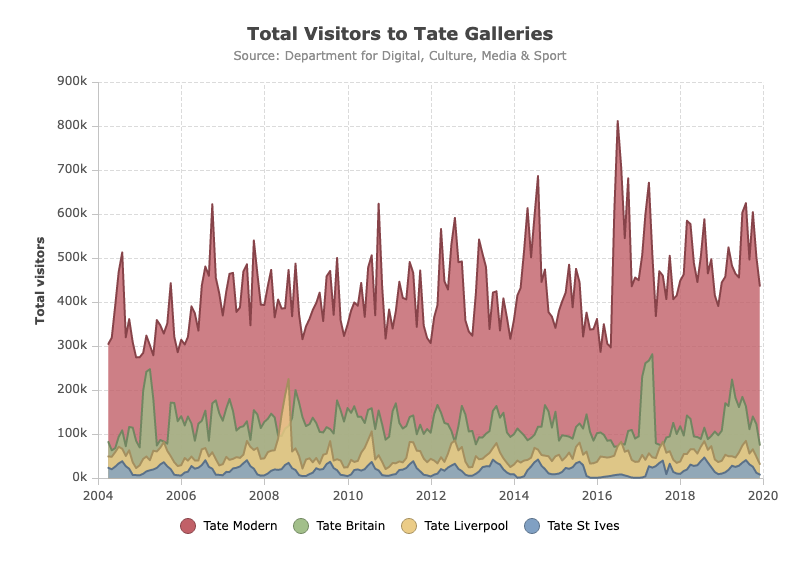 Total Visitors to Tate Galleries
Source: Department for Digital, Culture, Media & Sport
Total visitors
900k
800k
700k
600k
500k
400k
300k
200k
100k
0k
2004 2006 2008 2010 2012 2014 2016 2018 2020
Tate Modern Tate Britain Tate Liverpool Tate St Ives